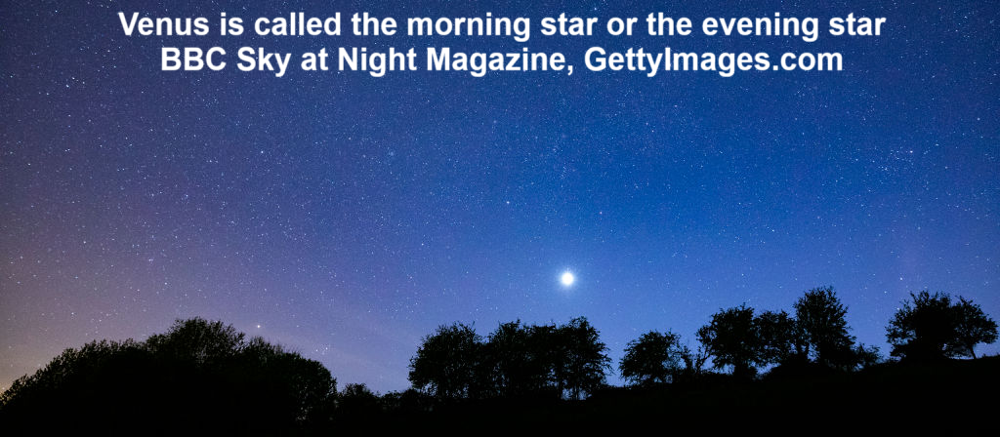 Venus is called the morning star or the evening star
BBC Sky at Night Magazine, GettyImages.com